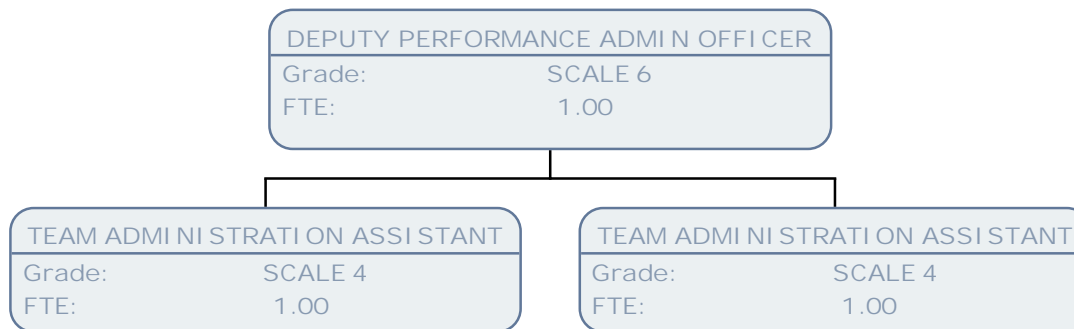 DEPUTY PERFORMANCE ADMIN OFFICER
Grade: SCALE 6
FTE: 1.00
TEAM ADMINISTRATION ASSISTANT
Grade: SCALE 4
FTE: 1.00
TEAM ADMINISTRATION ASSISTANT
Grade: SCALE 4
FTE: 1.00